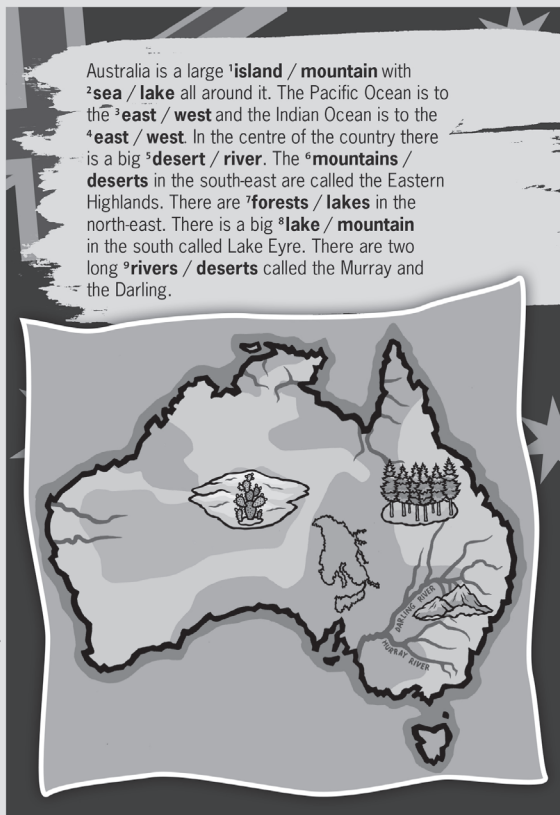 Australia is a large ¹island / mountain with
²sea / lake all around it. The Pacific Ocean is to
the ³east / west and the Indian Ocean is to the
⁴east / west. In the centre of the country there
is a big ⁵desert / river. The ⁶mountains /
deserts in the south-east are called the Eastern
Highlands. There are ⁷forests / lakes in the
north-east. There is a big ⁸lake / mountain
in the south called Lake Eyre. There are two
long ⁹rivers / deserts called the Murray and
the Darling.
DARLING RIVER
MURRAY RIVER